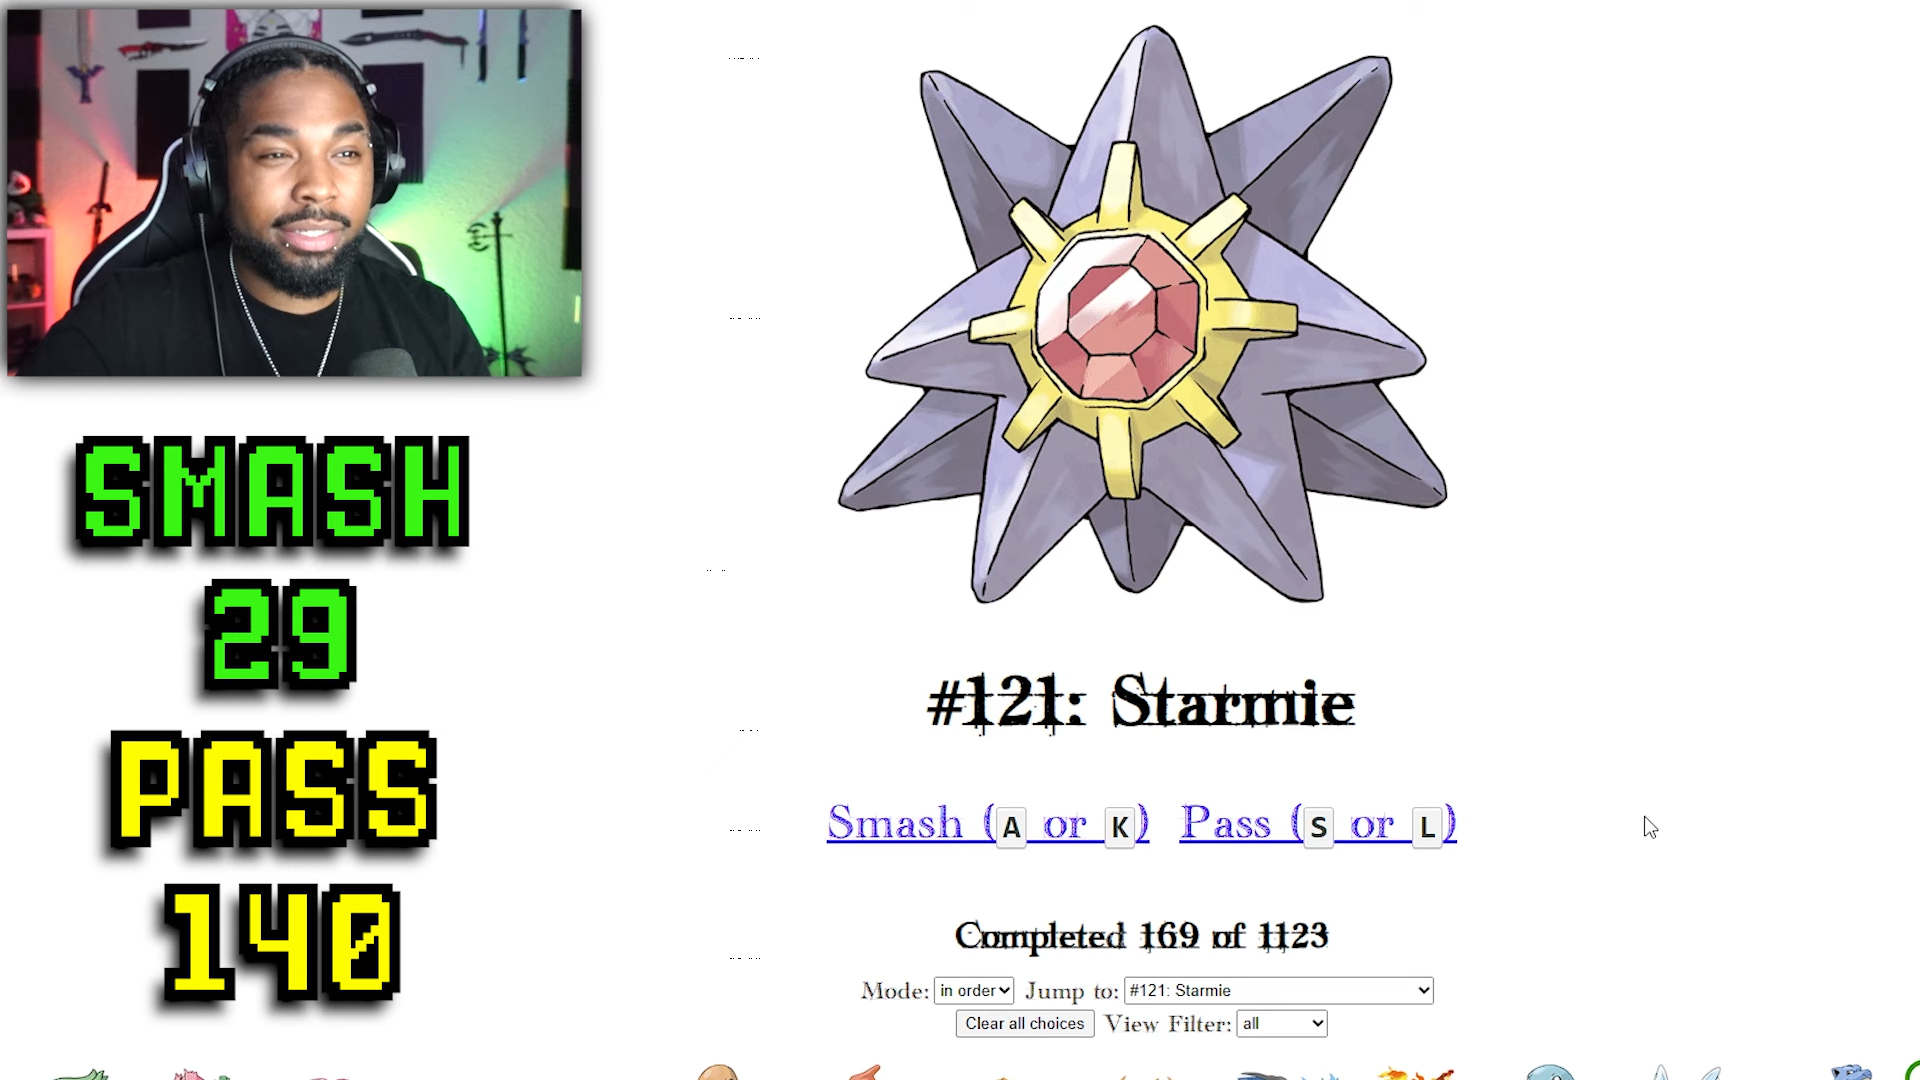 SMASH
29
PASS
140
#121: Starmie
Smash (A or K) Pass (S or L)
Completed 169 of 1123
Mode: in order Jump to: #121: Starmie
Clear all choices View Filter: all